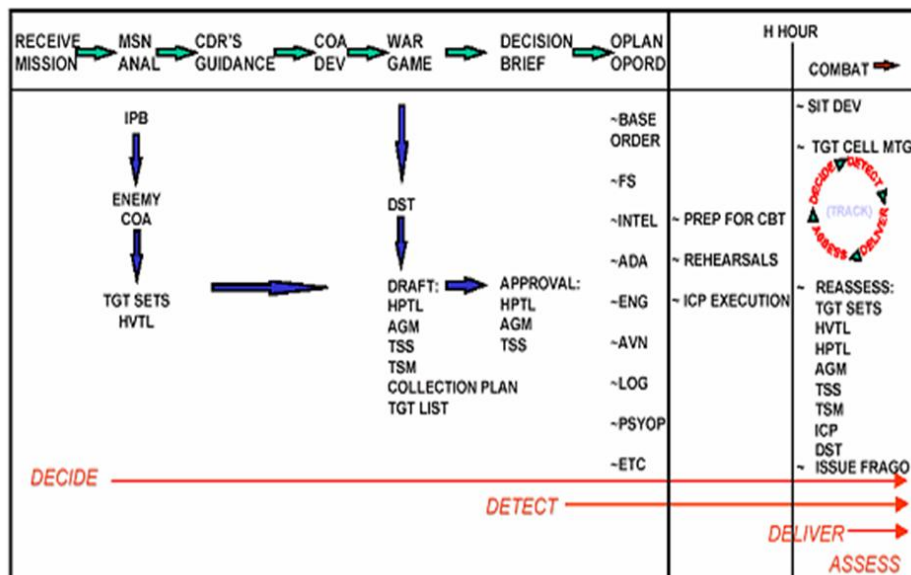 H HOUR
RECEIVE MISSION
MSN ANAL
CDR'S GUIDANCE
COA DEV
WAR GAME
DECISION BRIEF
OPLAN OPORD
COMBAT
IPB
ENEMY
COA
TGT SETS
HVTL
DST
DRAFT:
HPTL
AGM
TSS
TSM
COLLECTION PLAN
TGT LIST
APPROVAL:
HPTL
AGM
TSS
~BASE
ORDER
~FS
~INTEL
~ADA
~ENG
~AVN
~LOG
~PSYOP
~ETC
~ PREP FOR CBT
~ REHEARSALS
~ ICP EXECUTION
~ SIT DEV
~ TGT CELL MTG
DECIDE
DETECT
DELIVER
ASSESS
(TRACK)
~ REASSESS:
TGT SETS
HVTL
HPTL
AGM
TSS
TSM
ICP
DST
~ ISSUE FRAGO
DECIDE
DETECT
DELIVER
ASSESS